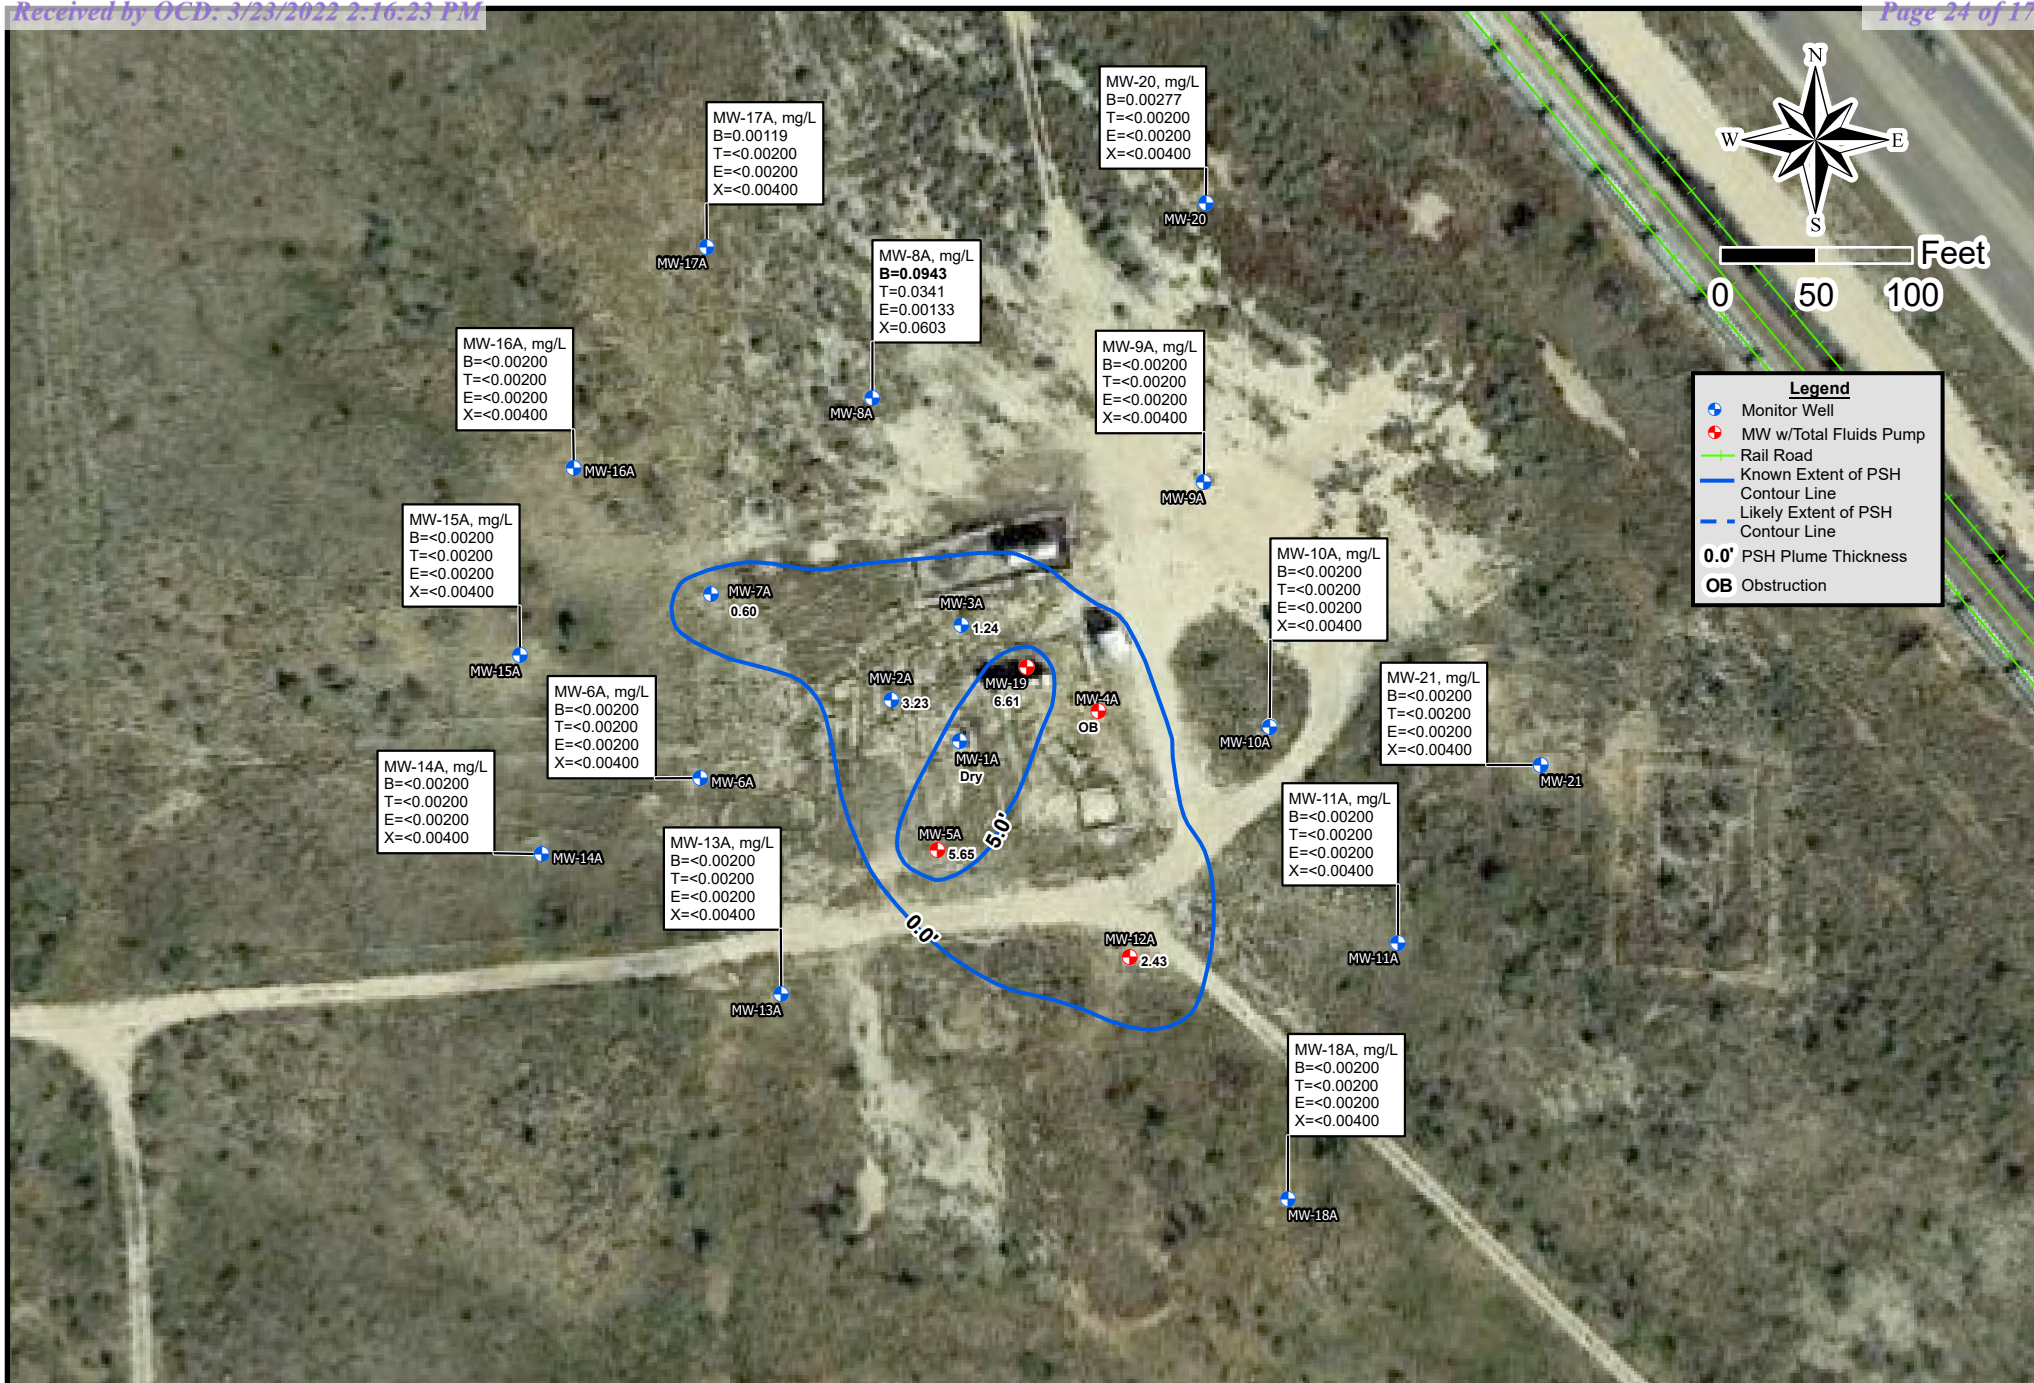 Received by OCD: 3/23/2022 2:16:23 PM
Page 24 of 17
N
W
E
S
Feet
0 50 100
MW-20, mg/L
B=0.00277
T=<0.00200
E=<0.00200
X=<0.00400
MW-20
MW-17A, mg/L
B=0.00119
T=<0.00200
E=<0.00200
X=<0.00400
MW-17A
MW-8A, mg/L
B=0.0943
T=0.0341
E=0.00133
X=0.0603
MW-8A
MW-16A, mg/L
B=<0.00200
T=<0.00200
E=<0.00200
X=<0.00400
MW-16A
MW-9A, mg/L
B=<0.00200
T=<0.00200
E=<0.00200
X=<0.00400
MW-9A
Legend
Monitor Well
MW w/Total Fluids Pump
Rail Road
Known Extent of PSH
Contour Line
Likely Extent of PSH
Contour Line
0.0' PSH Plume Thickness
OB Obstruction
MW-15A, mg/L
B=<0.00200
T=<0.00200
E=<0.00200
X=<0.00400
MW-15A
MW-10A, mg/L
B=<0.00200
T=<0.00200
E=<0.00200
X=<0.00400
MW-10A
MW-7A
0.60
MW-3A
1.24
MW-2A
3.23
MW-19
6.61
MW-4A
OB
MW-1A
Dry
MW-5A
5.65
5.0'
0.0'
MW-12A
2.43
MW-6A, mg/L
B=<0.00200
T=<0.00200
E=<0.00200
X=<0.00400
MW-6A
MW-21, mg/L
B=<0.00200
T=<0.00200
E=<0.00200
X=<0.00400
MW-21
MW-14A, mg/L
B=<0.00200
T=<0.00200
E=<0.00200
X=<0.00400
MW-14A
MW-13A, mg/L
B=<0.00200
T=<0.00200
E=<0.00200
X=<0.00400
MW-13A
MW-11A, mg/L
B=<0.00200
T=<0.00200
E=<0.00200
X=<0.00400
MW-11A
MW-18A, mg/L
B=<0.00200
T=<0.00200
E=<0.00200
X=<0.00400
MW-18A